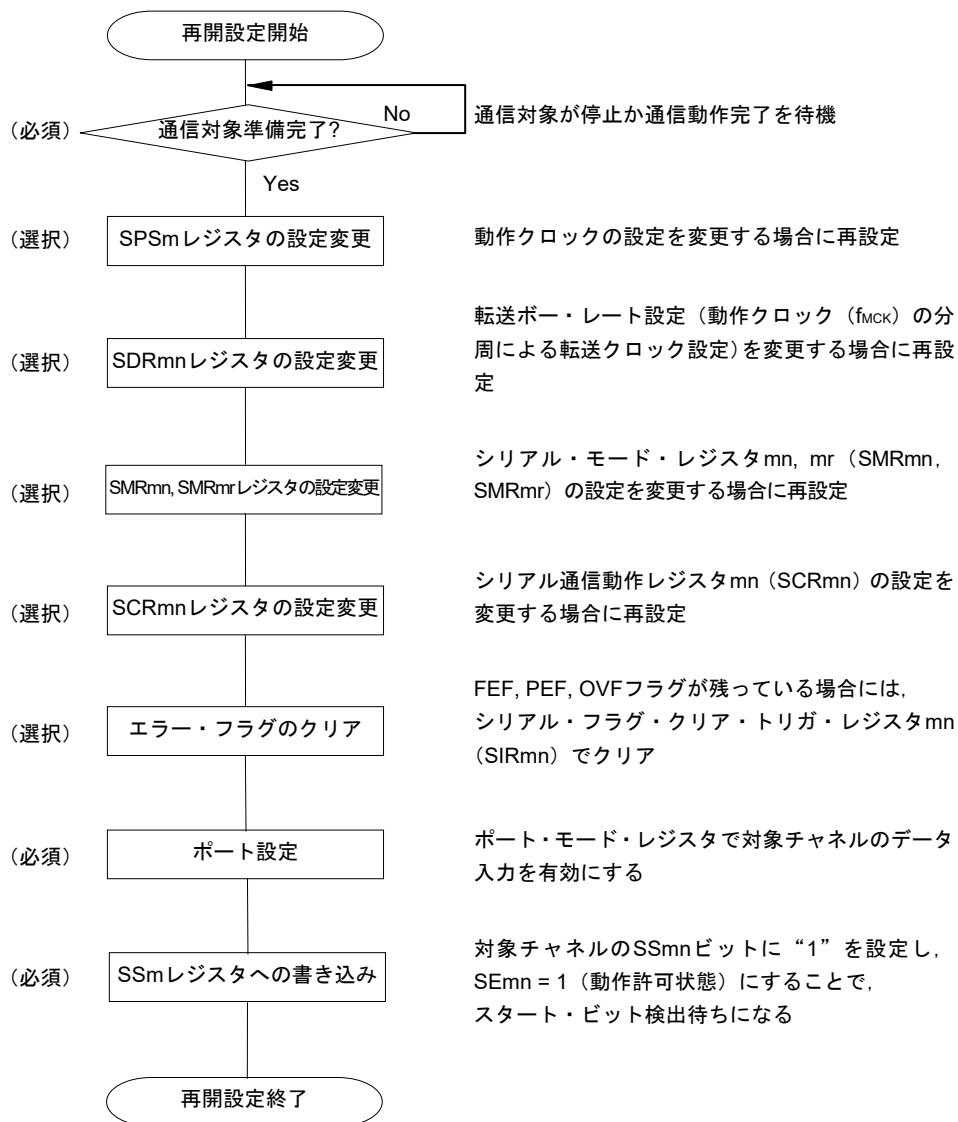 再開設定開始
(必須)
通信対象準備完了?
No
通信対象が停止か通信動作完了を待機
Yes
(選択)
SPSmレジスタの設定変更
動作クロックの設定を変更する場合に再設定
(選択)
SDRmnレジスタの設定変更
転送ボー・レート設定(動作クロック(fMCK)の分
周による転送クロック設定)を変更する場合に再設
定
(選択)
SMRmn, SMRmrレジスタの設定変更
シリアル・モード・レジスタmn, mr(SMRmn,
SMRmr)の設定を変更する場合に再設定
(選択)
SCRmnレジスタの設定変更
シリアル通信動作レジスタmn(SCRmn)の設定を
変更する場合に再設定
(選択)
エラー・フラグのクリア
FEF, PEF, OVFフラグが残っている場合には,
シリアル・フラグ・クリア・トリガ・レジスタmn
(SIRmn)でクリア
(必須)
ポート設定
ポート・モード・レジスタで対象チャネルのデータ
入力を有効にする
(必須)
SSmレジスタへの書き込み
対象チャネルのSSmnビットに“1”を設定し,
SEmn = 1(動作許可状態)にすることで,
スタート・ビット検出待ちになる
再開設定終了